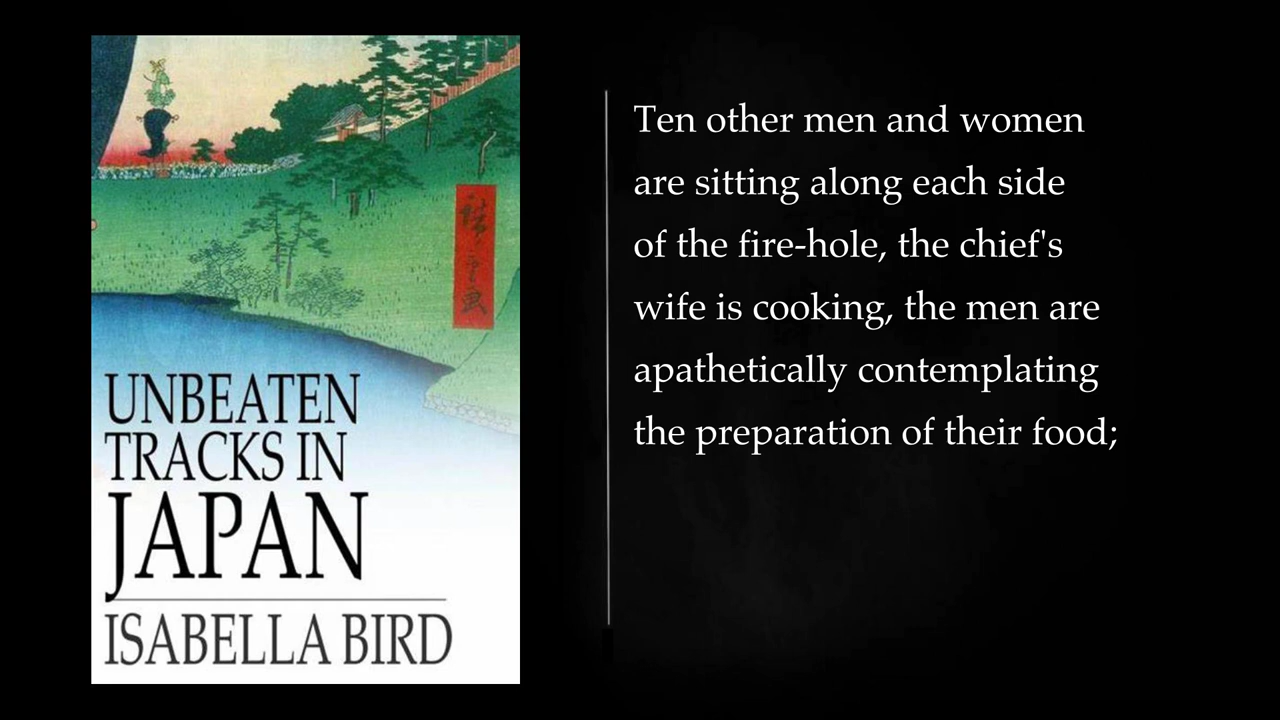 UNBEATEN
TRACKS IN
JAPAN
ISABELLA BIRD
Ten other men and women
are sitting along each side
of the fire-hole, the chief's
wife is cooking, the men are
apathetically contemplating
the preparation of their food;